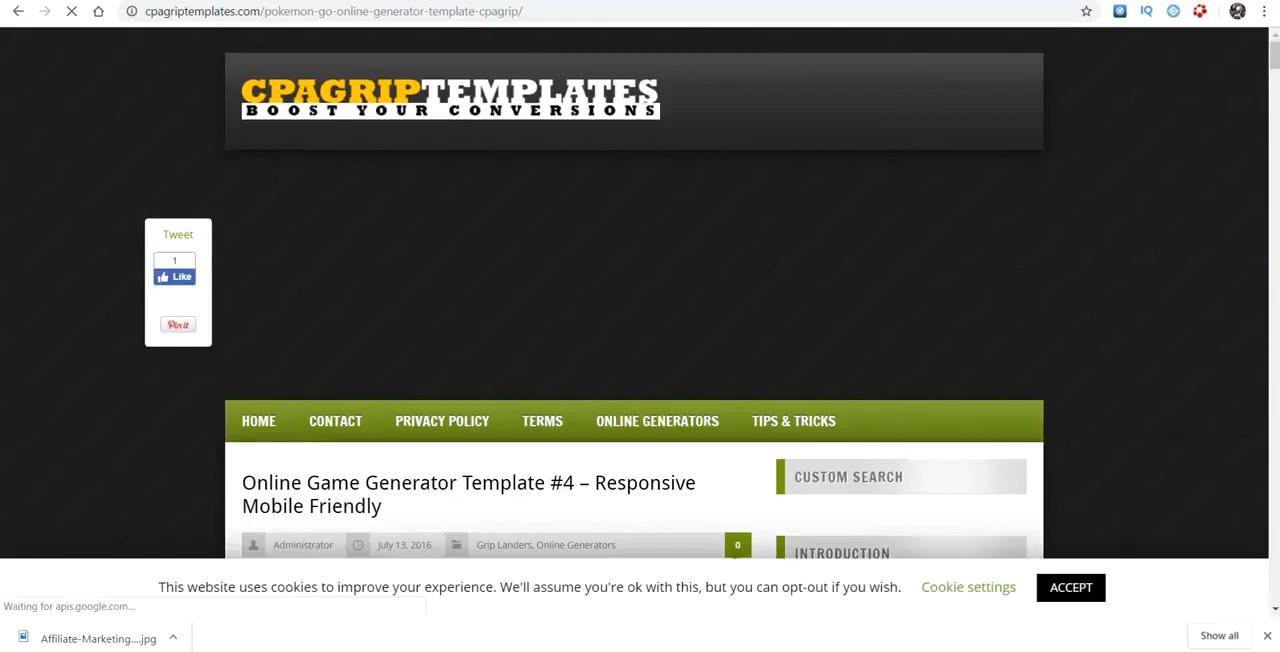 cpagriptemplates.com/pokemon-go-online-generator-template-cpagrip/
IQ
CPAGRIPTEMPLATES
BOOST YOUR CONVERSIONS
Tweet
1
Like
Pin it
HOME CONTACT PRIVACY POLICY TERMS ONLINE GENERATORS TIPS & TRICKS
Online Game Generator Template #4 – Responsive
Mobile Friendly
Administrator July 13, 2016 Grip Landers, Online Generators 0
CUSTOM SEARCH
INTRODUCTION
This website uses cookies to improve your experience. We'll assume you're ok with this, but you can opt-out if you wish. Cookie settings ACCEPT
Waiting for apis.google.com...
Affiliate-Marketing....jpg
Show all